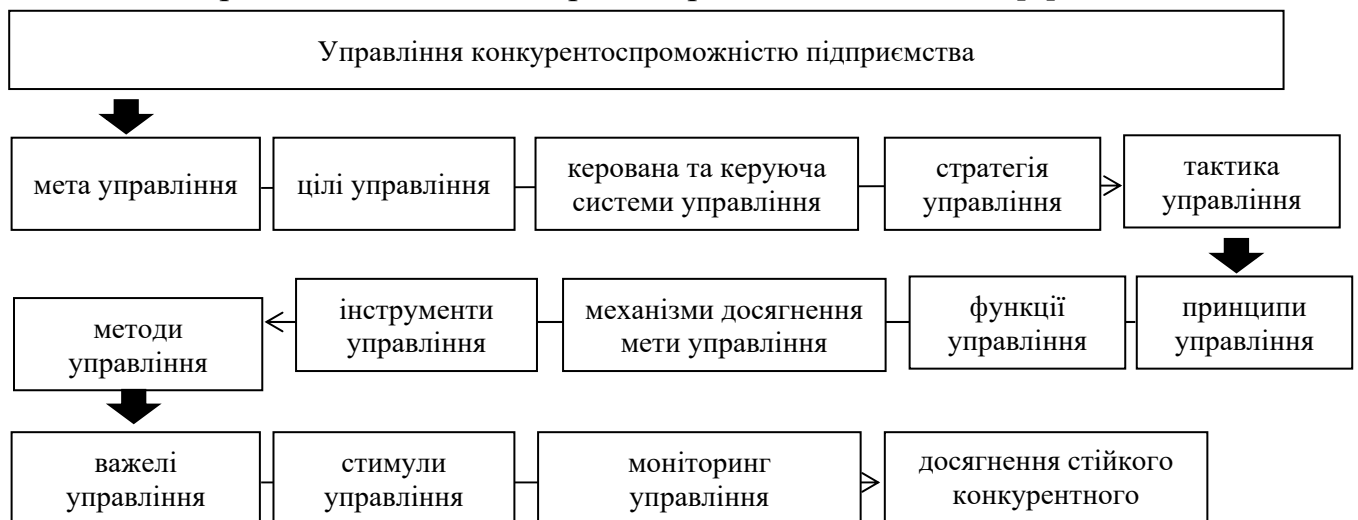 Управління конкурентоспроможністю підприємства
мета управління
цілі управління
керована та керуюча
системи управління
стратегія
управління
тактика
управління
методи
управління
інструменти
управління
механізми досягнення
мети управління
функції
управління
принципи
управління
важелі
управління
стимули
управління
моніторинг
управління
досягнення стійкого
конкурентного